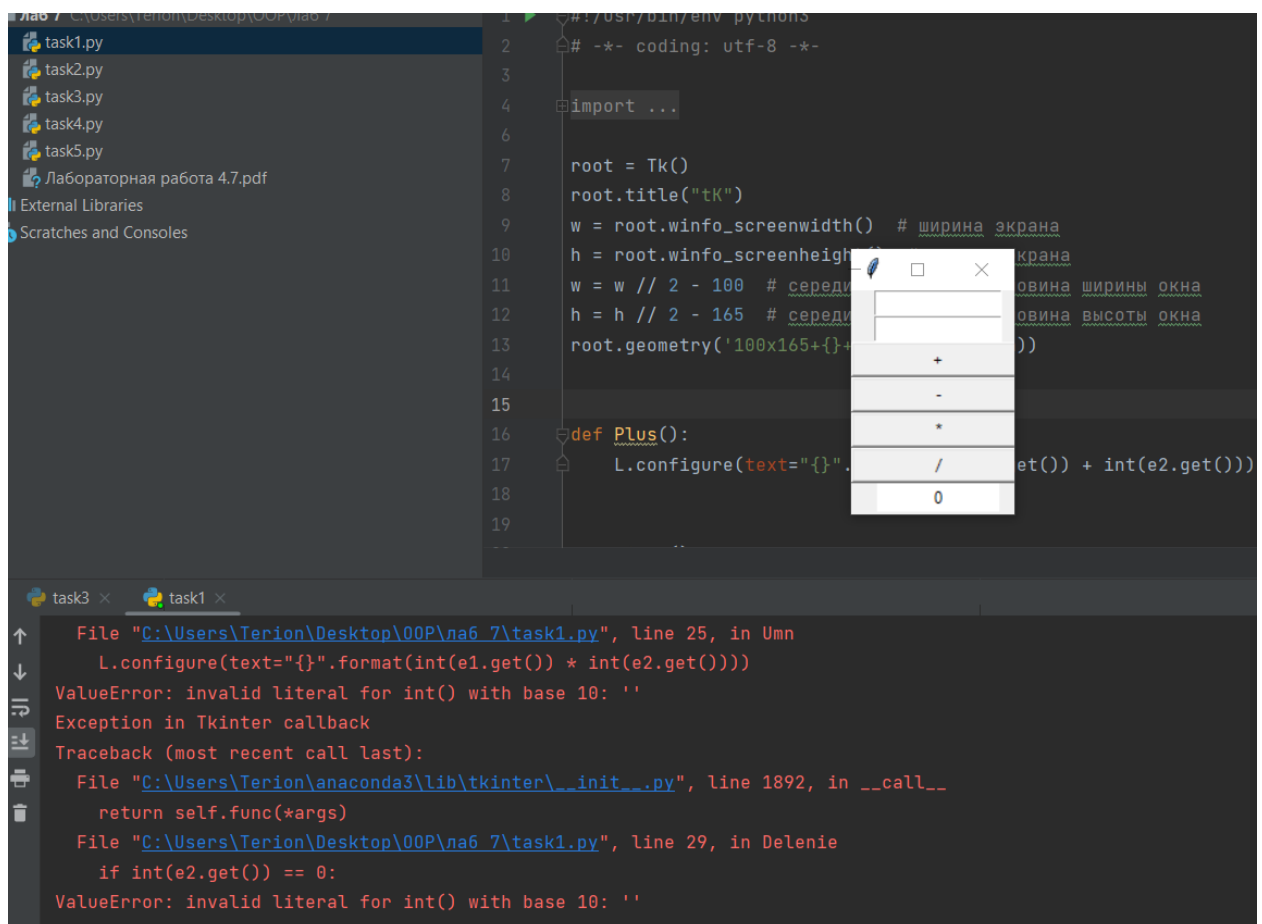 лаб 7 C:\Users\Terion\Desktop\OOP\лаб 7
task1.py
task2.py
task3.py
task4.py
task5.py
Лабораторная работа 4.7.pdf
External Libraries
Scratches and Consoles
1 #!/usr/bin/env python3
2 # -*- coding: utf-8 -*-
3
4 import ...
6
7 root = Tk()
8 root.title("tK")
9 w = root.winfo_screenwidth()  # ширина экрана
10 h = root.winfo_screenheigh крана
11 w = w // 2 - 100  # середи овина ширины окна
12 h = h // 2 - 165  # середи овина высоты окна
13 root.geometry('100x165+{}+ ))
14
15
16 def Plus():
17 L.configure(text="{}". et()) + int(e2.get()))
18
19
+
-
*
/
0
task3
task1
File "C:\Users\Terion\Desktop\OOP\лаб 7\task1.py", line 25, in Umn
L.configure(text="{}".format(int(e1.get()) * int(e2.get())))
ValueError: invalid literal for int() with base 10: ''
Exception in Tkinter callback
Traceback (most recent call last):
File "C:\Users\Terion\anaconda3\lib\tkinter\__init__.py", line 1892, in __call__
return self.func(*args)
File "C:\Users\Terion\Desktop\OOP\лаб 7\task1.py", line 29, in Delenie
if int(e2.get()) == 0:
ValueError: invalid literal for int() with base 10: ''